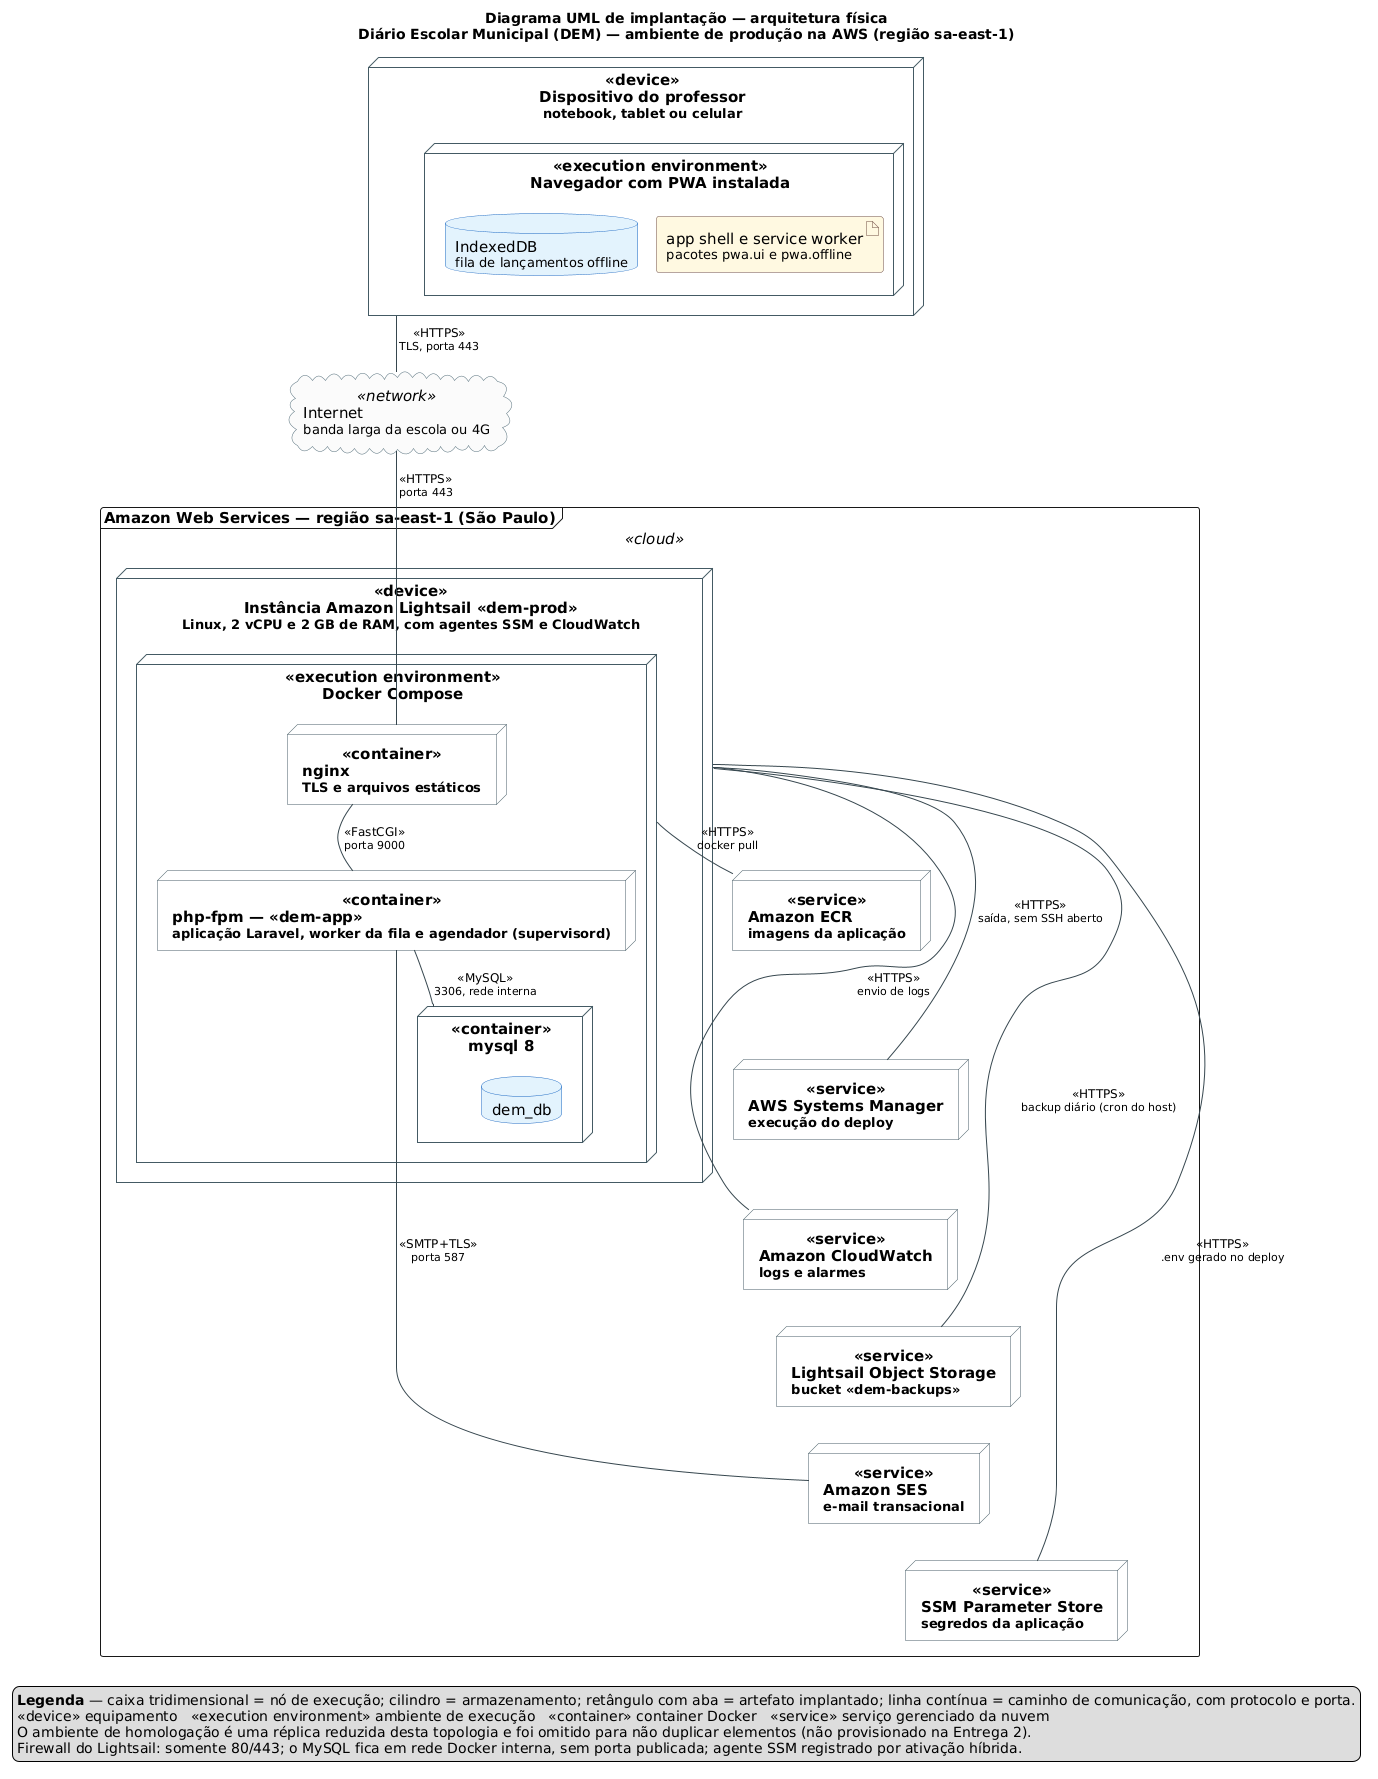 Diagrama UML de implantação — arquitetura física
Diário Escolar Municipal (DEM) — ambiente de produção na AWS (região sa-east-1)
«device»
Dispositivo do professor
notebook, tablet ou celular
«execution environment»
Navegador com PWA instalada
IndexedDB
fila de lançamentos offline
app shell e service worker
pacotes pwa.ui e pwa.offline
«HTTPS»
TLS, porta 443
«network»
Internet
banda larga da escola ou 4G
«HTTPS»
porta 443
Amazon Web Services — região sa-east-1 (São Paulo)
«cloud»
«device»
Instância Amazon Lightsail «dem-prod»
Linux, 2 vCPU e 2 GB de RAM, com agentes SSM e CloudWatch
«execution environment»
Docker Compose
«container»
nginx
TLS e arquivos estáticos
«FastCGI»
porta 9000
«HTTPS»
docker pull
«container»
php-fpm — «dem-app»
aplicação Laravel, worker da fila e agendador (supervisord)
«service»
Amazon ECR
imagens da aplicação
«HTTPS»
saída, sem SSH aberto
«MySQL»
3306, rede interna
«HTTPS»
envio de logs
«container»
mysql 8
dem_db
«service»
AWS Systems Manager
execução do deploy
«HTTPS»
backup diário (cron do host)
«SMTP+TLS»
porta 587
«service»
Amazon CloudWatch
logs e alarmes
«HTTPS»
.env gerado no deploy
«service»
Lightsail Object Storage
bucket «dem-backups»
«service»
Amazon SES
e-mail transacional
«service»
SSM Parameter Store
segredos da aplicação
Legenda — caixa tridimensional = nó de execução; cilindro = armazenamento; retângulo com aba = artefato implantado; linha contínua = caminho de comunicação, com protocolo e porta.
«device» equipamento «execution environment» ambiente de execução «container» container Docker «service» serviço gerenciado da nuvem
O ambiente de homologação é uma réplica reduzida desta topologia e foi omitido para não duplicar elementos (não provisionado na Entrega 2).
Firewall do Lightsail: somente 80/443; o MySQL fica em rede Docker interna, sem porta publicada; agente SSM registrado por ativação híbrida.